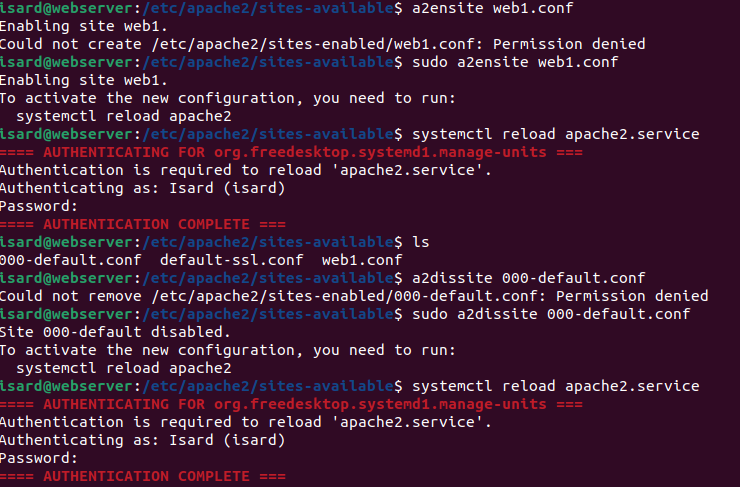 isard@webserver:/etc/apache2/sites-available$ a2ensite web1.conf
Enabling site web1.
Could not create /etc/apache2/sites-enabled/web1.conf: Permission denied
isard@webserver:/etc/apache2/sites-available$ sudo a2ensite web1.conf
Enabling site web1.
To activate the new configuration, you need to run:
  systemctl reload apache2
isard@webserver:/etc/apache2/sites-available$ systemctl reload apache2.service
==== AUTHENTICATING FOR org.freedesktop.systemd1.manage-units ===
Authentication is required to reload 'apache2.service'.
Authenticating as: Isard (isard)
Password:
==== AUTHENTICATION COMPLETE ===
isard@webserver:/etc/apache2/sites-available$ ls
000-default.conf  default-ssl.conf  web1.conf
isard@webserver:/etc/apache2/sites-available$ a2dissite 000-default.conf
Could not remove /etc/apache2/sites-enabled/000-default.conf: Permission denied
isard@webserver:/etc/apache2/sites-available$ sudo a2dissite 000-default.conf
Site 000-default disabled.
To activate the new configuration, you need to run:
  systemctl reload apache2
isard@webserver:/etc/apache2/sites-available$ systemctl reload apache2.service
==== AUTHENTICATING FOR org.freedesktop.systemd1.manage-units ===
Authentication is required to reload 'apache2.service'.
Authenticating as: Isard (isard)
Password:
==== AUTHENTICATION COMPLETE ===